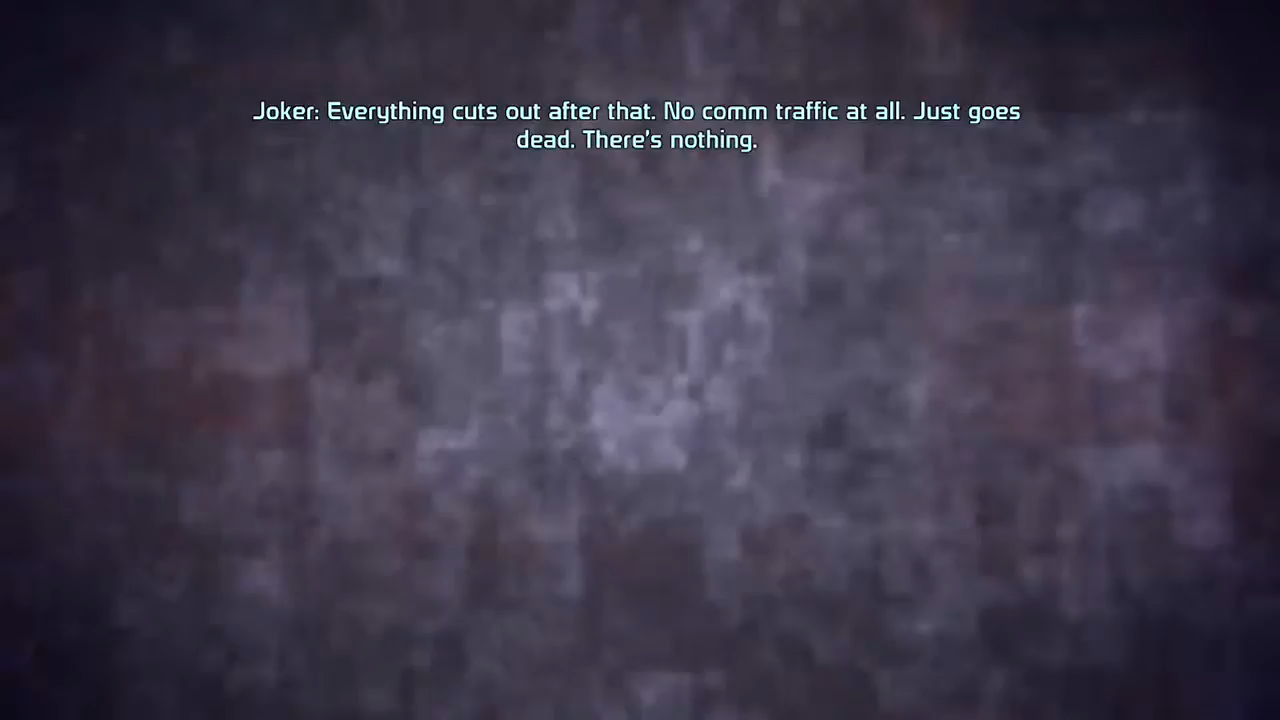 Joker: Everything cuts out after that. No comm traffic at all. Just goes
dead. There's nothing.